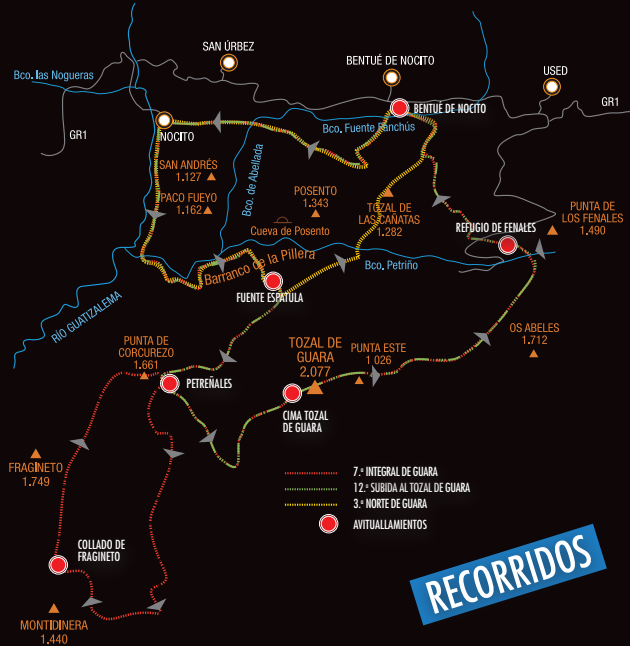 SAN ÚRBEZ
BENTUÉ DE NOCITO
USED
Bco. las Nogueras
GR1
GR1
BENTUÉ DE NOCITO
Bco. Fuente Panchús
NOCITO
SAN ANDRÉS
1.127
PACO FUEYO
1.162
Bco. de Abellada
POSENTO
1.343
Cueva de Posento
TOZAL DE
LAS CAÑATAS
1.282
REFUGIO DE FENALES
PUNTA DE
LOS FENALES
1.490
Barranco de la Pillera
Bco. Petriño
FUENTE ESPATULA
RÍO GUATIZALEMA
PUNTA DE
CORCUREZO
1.661
PETREÑALES
TOZAL DE
GUARA
2.077
PUNTA ESTE
1 026
OS ABELES
1.712
CIMA TOZAL
DE GUARA
FRAGINETO
1.749
COLLADO DE
FRAGINETO
MONTIDINERA
1.440
7.ª INTEGRAL DE GUARA
12.ª SUBIDA AL TOZAL DE GUARA
3.ª NORTE DE GUARA
AVITUALLAMIENTOS
RECORRIDOS